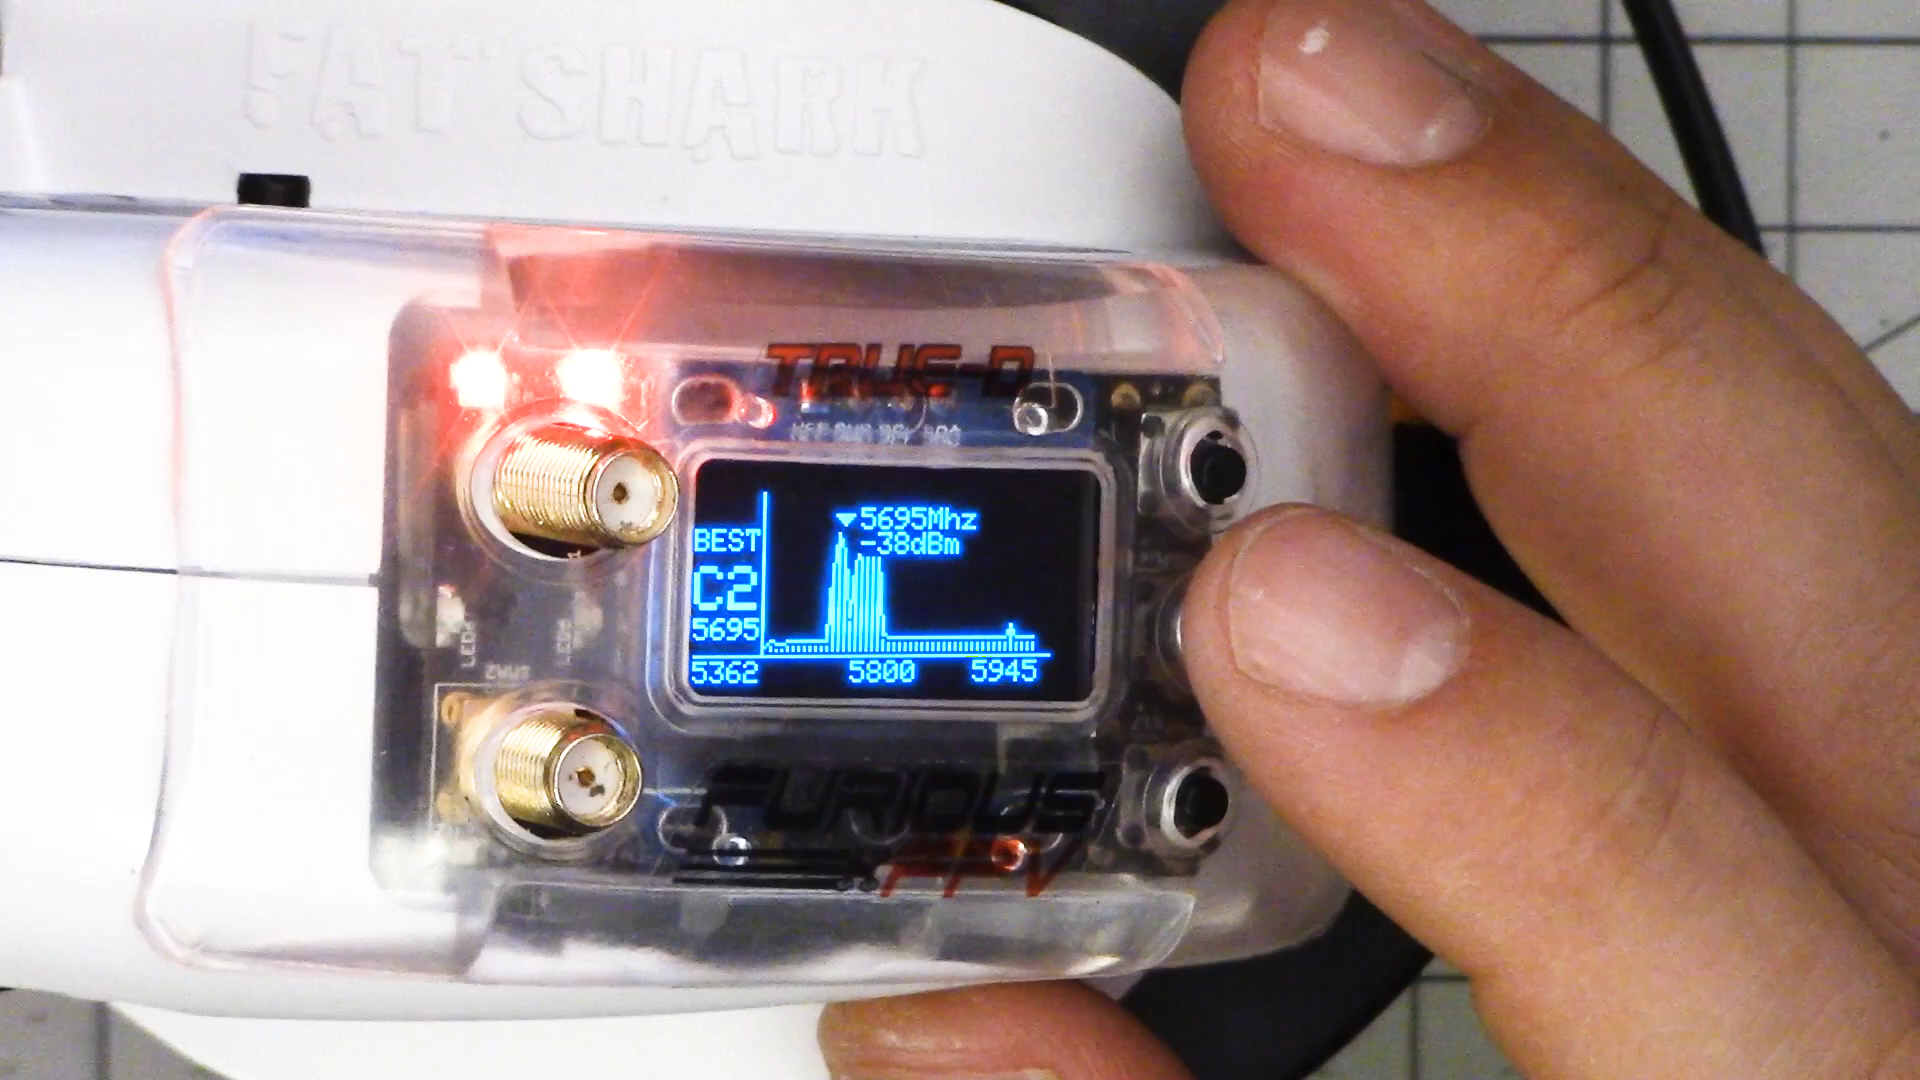 FAT SHARK
TRUE-D
BEST
C2
5695
5695Mhz
-38dBm
5362 5800 5945
FURIOUS
FPV